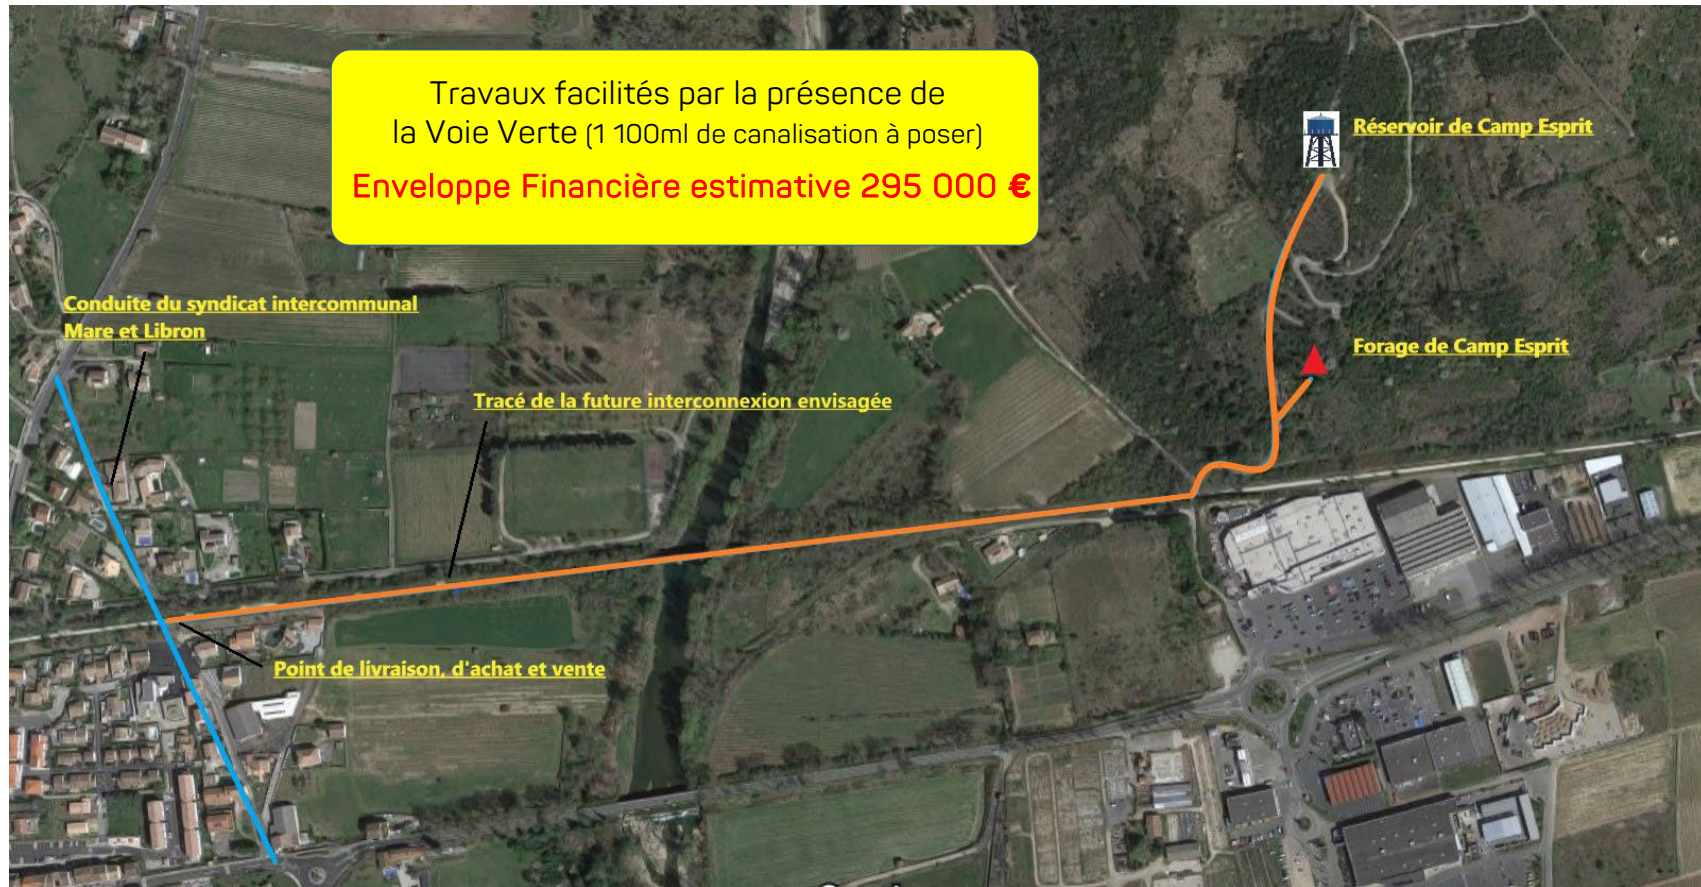 Travaux facilités par la présence de
la Voie Verte (1 100ml de canalisation à poser)
Enveloppe Financière estimative 295 000 €
Réservoir de Camp Esprit
Conduite du syndicat intercommunal
Mare et Libron
Forage de Camp Esprit
Tracé de la future interconnexion envisagée
Point de livraison, d'achat et vente